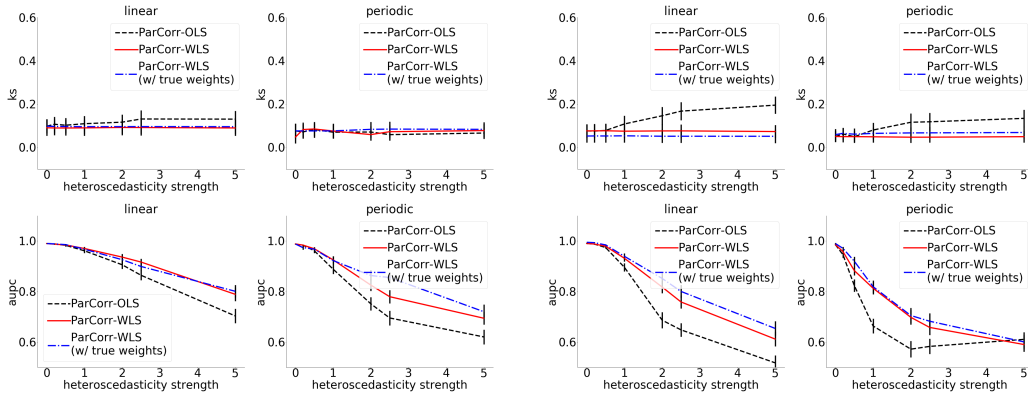 linear
0.6
0.4
0.2
0.0
ks
ParCorr-OLS
ParCorr-WLS
ParCorr-WLS
(w/ true weights)
0 1 2 3 4 5
heteroscedasticity strength
periodic
0.6
0.4
0.2
0.0
ks
ParCorr-OLS
ParCorr-WLS
ParCorr-WLS
(w/ true weights)
0 1 2 3 4 5
heteroscedasticity strength
linear
0.6
0.4
0.2
0.0
ks
ParCorr-OLS
ParCorr-WLS
ParCorr-WLS
(w/ true weights)
0 1 2 3 4 5
heteroscedasticity strength
periodic
0.6
0.4
0.2
0.0
ks
ParCorr-OLS
ParCorr-WLS
ParCorr-WLS
(w/ true weights)
0 1 2 3 4 5
heteroscedasticity strength
linear
1.0
0.8
0.6
aupc
ParCorr-OLS
ParCorr-WLS
ParCorr-WLS
(w/ true weights)
0 1 2 3 4 5
heteroscedasticity strength
periodic
1.0
0.8
0.6
aupc
ParCorr-OLS
ParCorr-WLS
ParCorr-WLS
(w/ true weights)
0 1 2 3 4 5
heteroscedasticity strength
linear
1.0
0.8
0.6
aupc
ParCorr-OLS
ParCorr-WLS
ParCorr-WLS
(w/ true weights)
0 1 2 3 4 5
heteroscedasticity strength
periodic
1.0
0.8
0.6
aupc
ParCorr-OLS
ParCorr-WLS
ParCorr-WLS
(w/ true weights)
0 1 2 3 4 5
heteroscedasticity strength